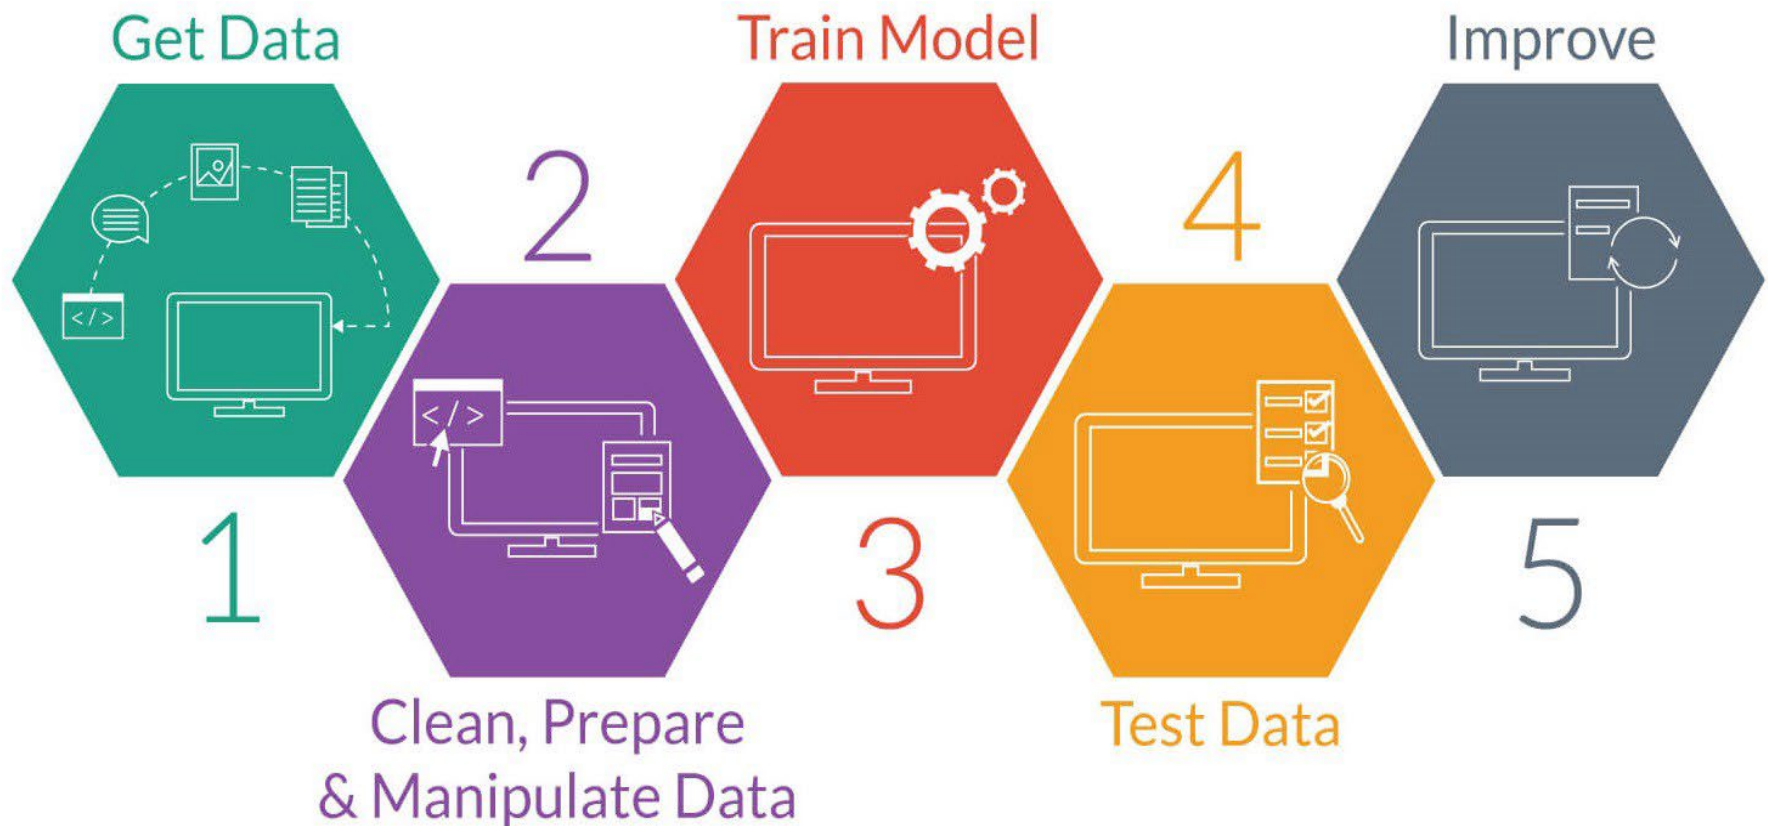 Get Data
1
2
Clean, Prepare
& Manipulate Data
Train Model
3
4
Test Data
Improve
5
</>
</>